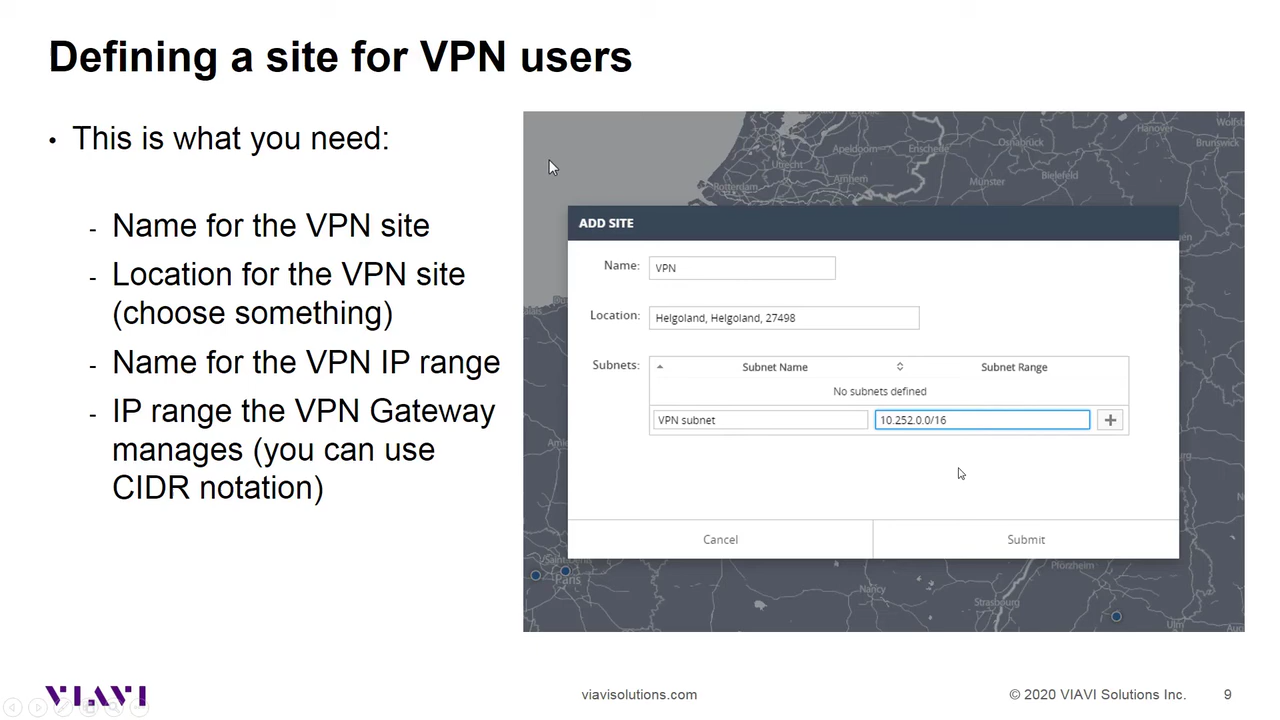 Defining a site for VPN users
• This is what you need:
- Name for the VPN site
- Location for the VPN site
(choose something)
- Name for the VPN IP range
- IP range the VPN Gateway
manages (you can use
CIDR notation)
Utrecht
Apeldoorn
Enschede
Osnabrück
Hanover
Wolfsb
Brunswick
Arnhem
Rotterdam
Münster
Bielefeld
ADD SITE
Name: VPN
Location: Helgoland, Helgoland, 27498
Subnets: Subnet Name Subnet Range
No subnets defined
VPN subnet 10.252.0.0/16 +
Cancel Submit
Paris
Nancy
Strasbourg
Pforzheim
Ulm
VIAVI
viavisolutions.com
© 2020 VIAVI Solutions Inc. 9